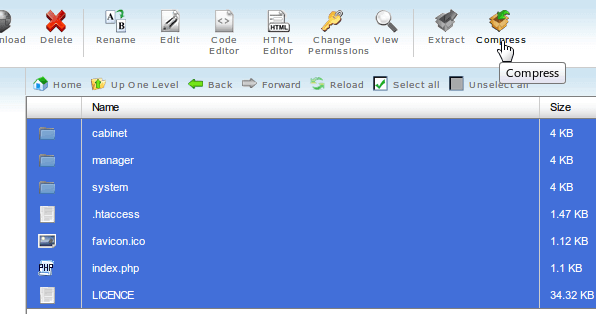 nload Delete Rename Edit Code Editor HTML Editor Change Permissions View Extract Compress
Compress
Home Up One Level Back Forward Reload Select all Unselect all
Name Size
cabinet 4 KB
manager 4 KB
system 4 KB
.htaccess 1.47 KB
favicon.ico 1.12 KB
PHP index.php 1.1 KB
LICENCE 34.32 KB